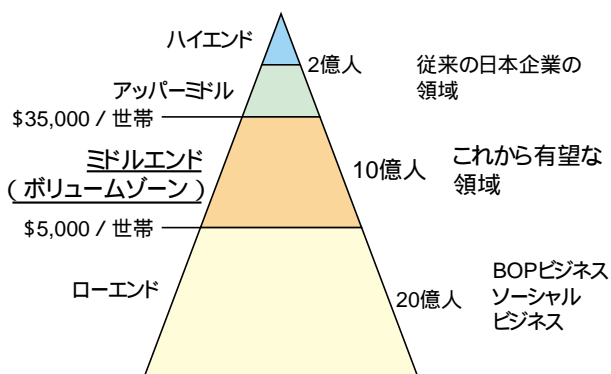 ハイエンド
2億人
従来の日本企業の
領域
アッパーミドル
$35,000 / 世帯
ミドルエンド
(ボリュームゾーン)
10億人
これから有望な
領域
$5,000 / 世帯
ローエンド
20億人
BOPビジネス
ソーシャル
ビジネス